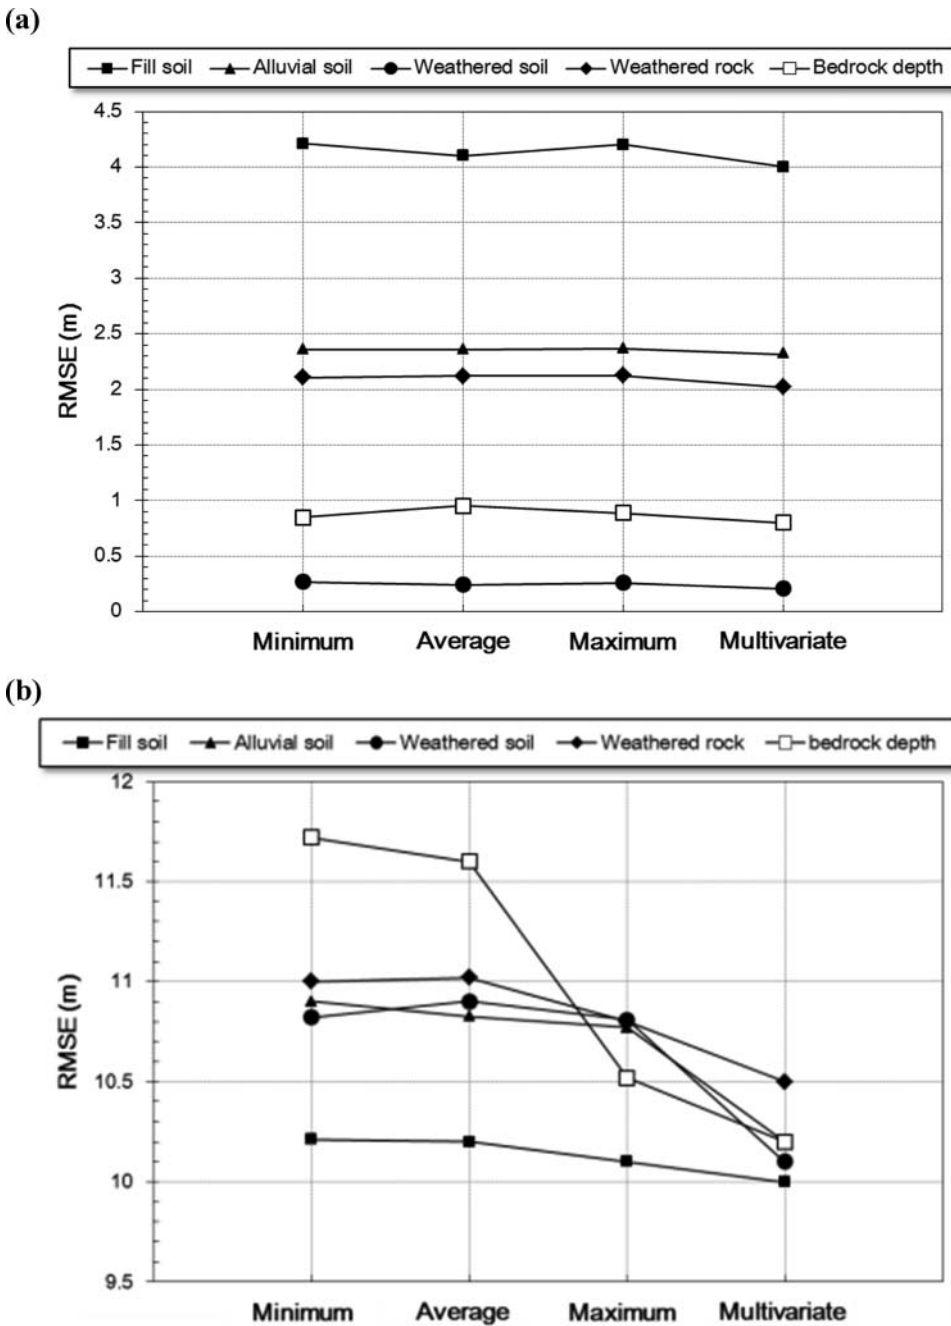 (a)
Fill soil Alluvial soil Weathered soil Weathered rock Bedrock depth
4.5
4
3.5
3
2.5
2
1.5
1
0.5
0
RMSE (m)
Minimum Average Maximum Multivariate
(b)
Fill soil Alluvial soil Weathered soil Weathered rock bedrock depth
12
11.5
11
10.5
10
9.5
RMSE (m)
Minimum Average Maximum Multivariate